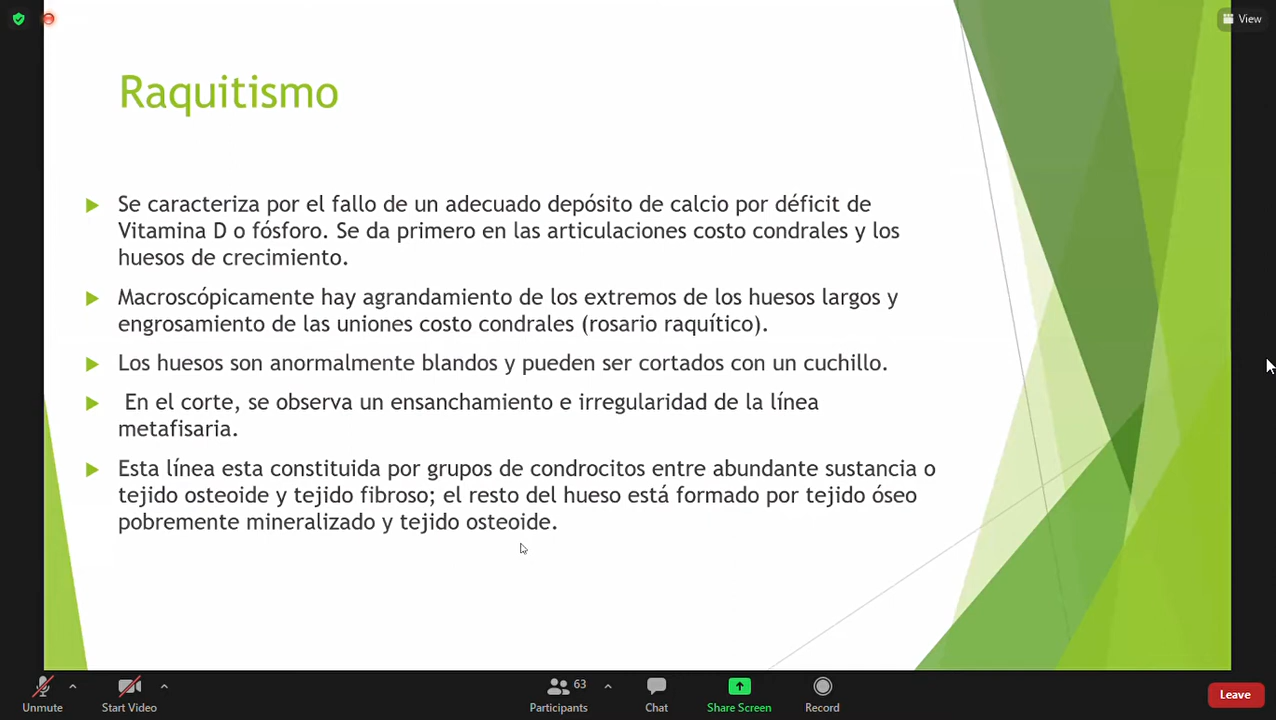 View
Raquitismo
Se caracteriza por el fallo de un adecuado depósito de calcio por déficit de
Vitamina D o fósforo. Se da primero en las articulaciones costo condrales y los
huesos de crecimiento.
Macroscópicamente hay agrandamiento de los extremos de los huesos largos y
engrosamiento de las uniones costo condrales (rosario raquítico).
Los huesos son anormalmente blandos y pueden ser cortados con un cuchillo.
En el corte, se observa un ensanchamiento e irregularidad de la línea
metafisaria.
Esta línea esta constituida por grupos de condrocitos entre abundante sustancia o
tejido osteoide y tejido fibroso; el resto del hueso está formado por tejido óseo
pobremente mineralizado y tejido osteoide.
Unmute
Start Video
63
Participants
Chat
Share Screen
Record
Leave